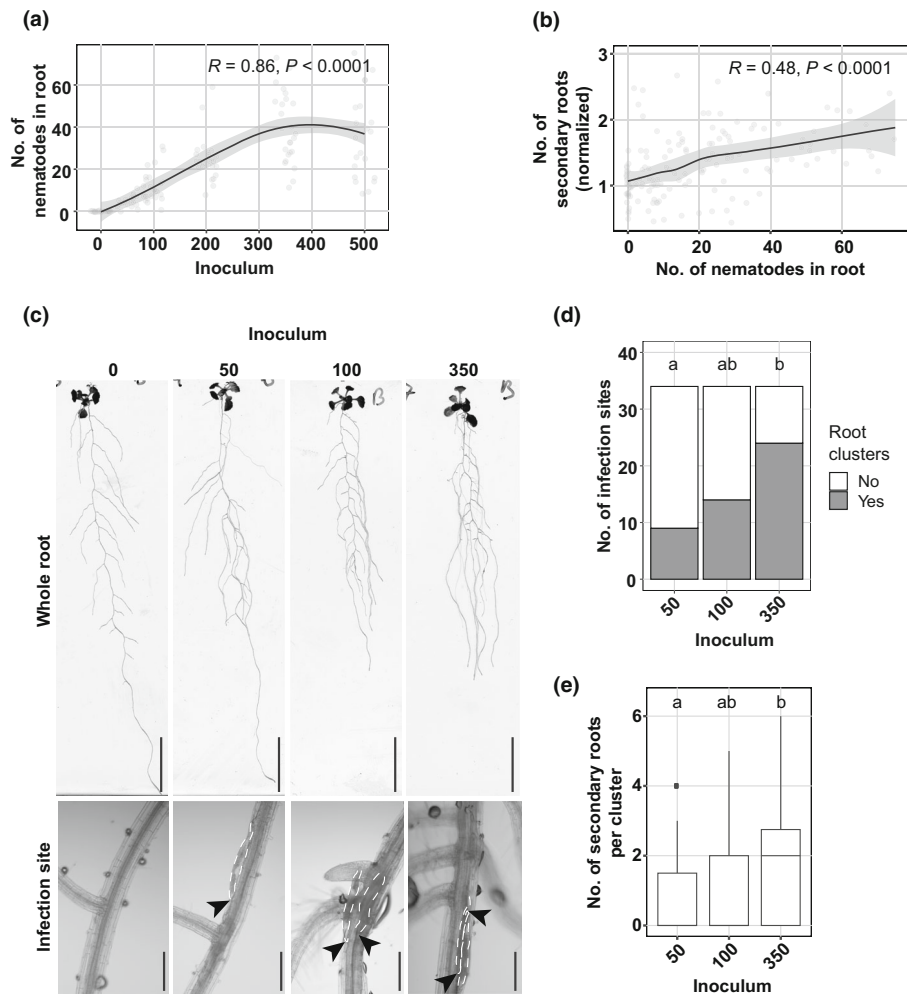 (a)
R = 0.86, P < 0.0001
No. of
nematodes in root
60
40
20
0
0 100 200 300 400 500
Inoculum
(b)
R = 0.48, P < 0.0001
No. of
secondary roots
(normalized)
3
2
1
0 20 40 60
No. of nematodes in root
(c)
Inoculum
0 50 100 350
B
B
Whole root
Infection site
(d)
No. of infection sites
40
30
20
10
0
a ab b
50 100 350
Inoculum
Root
clusters
No
Yes
(e)
No. of secondary roots
per cluster
6
4
2
0
a ab b
50 100 350
Inoculum